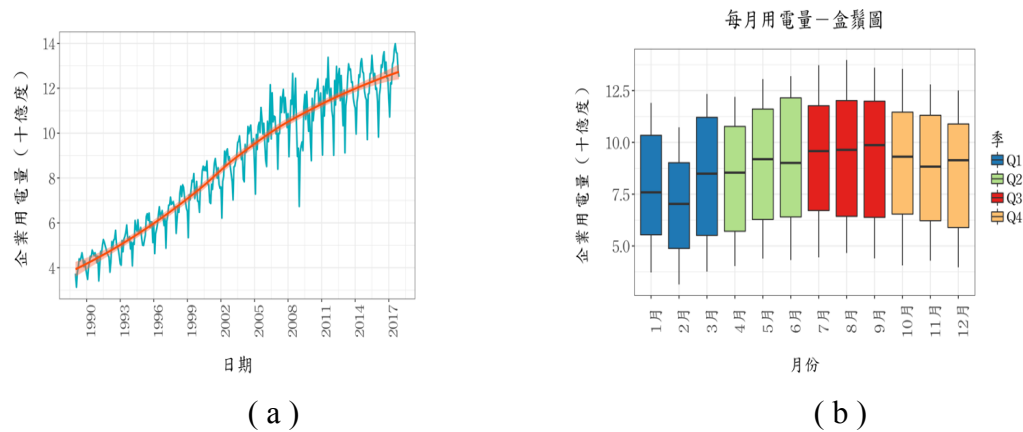 14
12
10
8
6
4
企業用電量（十億度）
1990
1993
1996
1999
2002
2005
2008
2011
2014
2017
日期
( a )
每月用電量－盒鬚圖
12.5
10.0
7.5
5.0
企業用電量（十億度）
1月
2月
3月
4月
5月
6月
7月
8月
9月
10月
11月
12月
月份
季
Q1
Q2
Q3
Q4
( b )